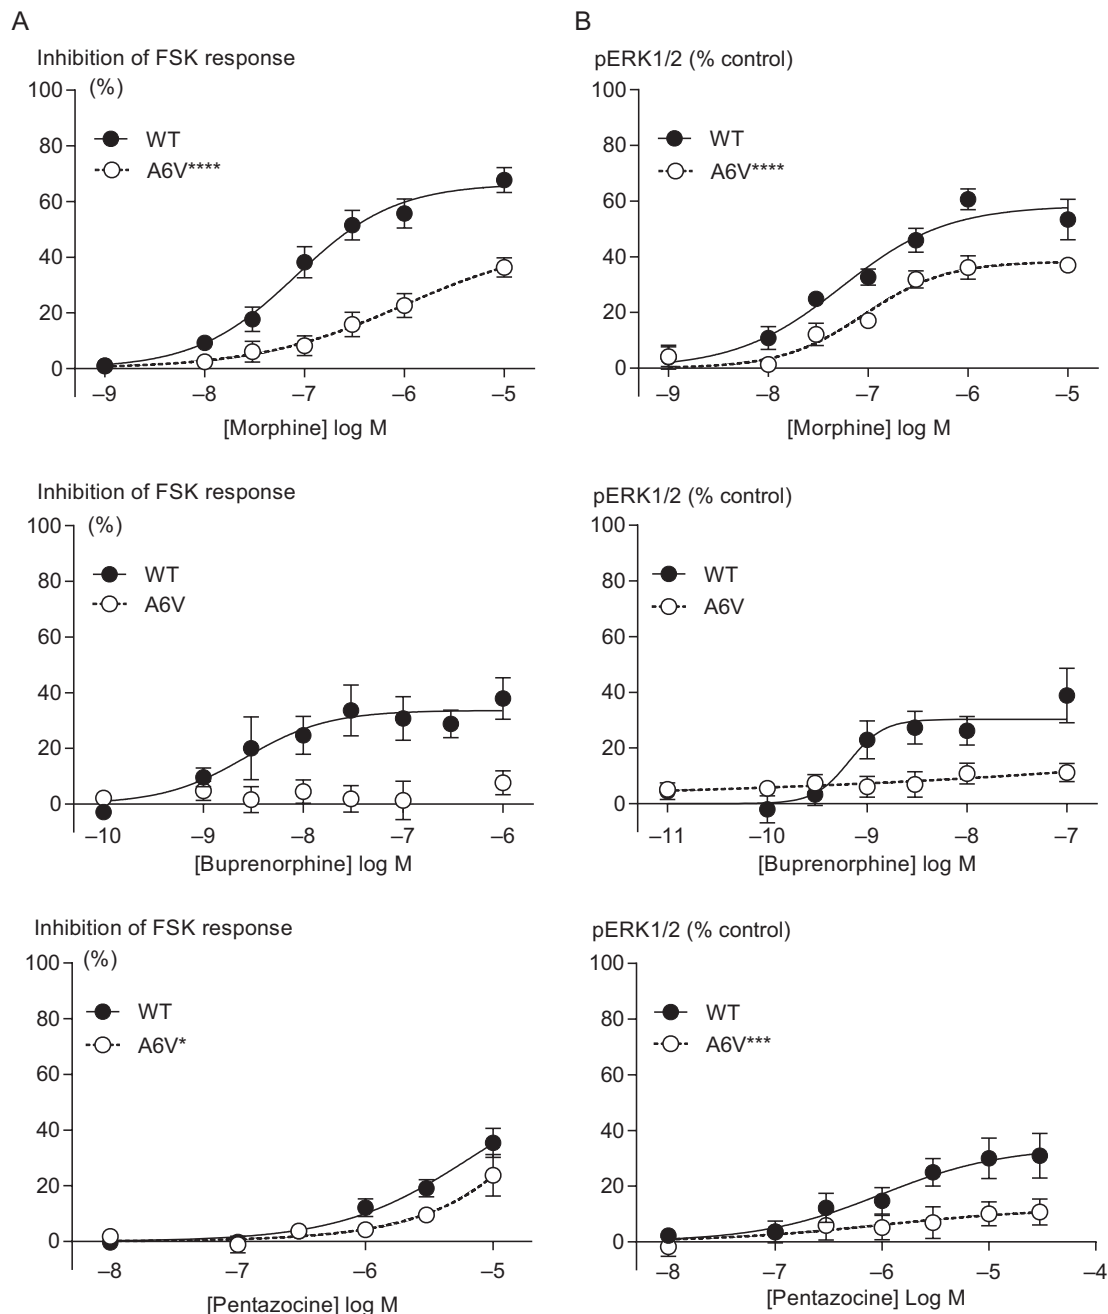 A
Inhibition of FSK response
(%)
100
80
60
40
20
0
WT
A6V****
–9
–8
–7
–6
–5
[Morphine] log M
B
pERK1/2 (% control)
100
80
60
40
20
0
WT
A6V****
–9
–8
–7
–6
–5
[Morphine] log M
Inhibition of FSK response
(%)
100
80
60
40
20
0
WT
A6V
–10
–9
–8
–7
–6
[Buprenorphine] log M
pERK1/2 (% control)
100
80
60
40
20
0
WT
A6V
–11
–10
–9
–8
–7
[Buprenorphine] log M
Inhibition of FSK response
(%)
100
80
60
40
20
0
WT
A6V*
–8
–7
–6
–5
[Pentazocine] log M
pERK1/2 (% control)
100
80
60
40
20
0
WT
A6V***
–8
–7
–6
–5
–4
[Pentazocine] Log M